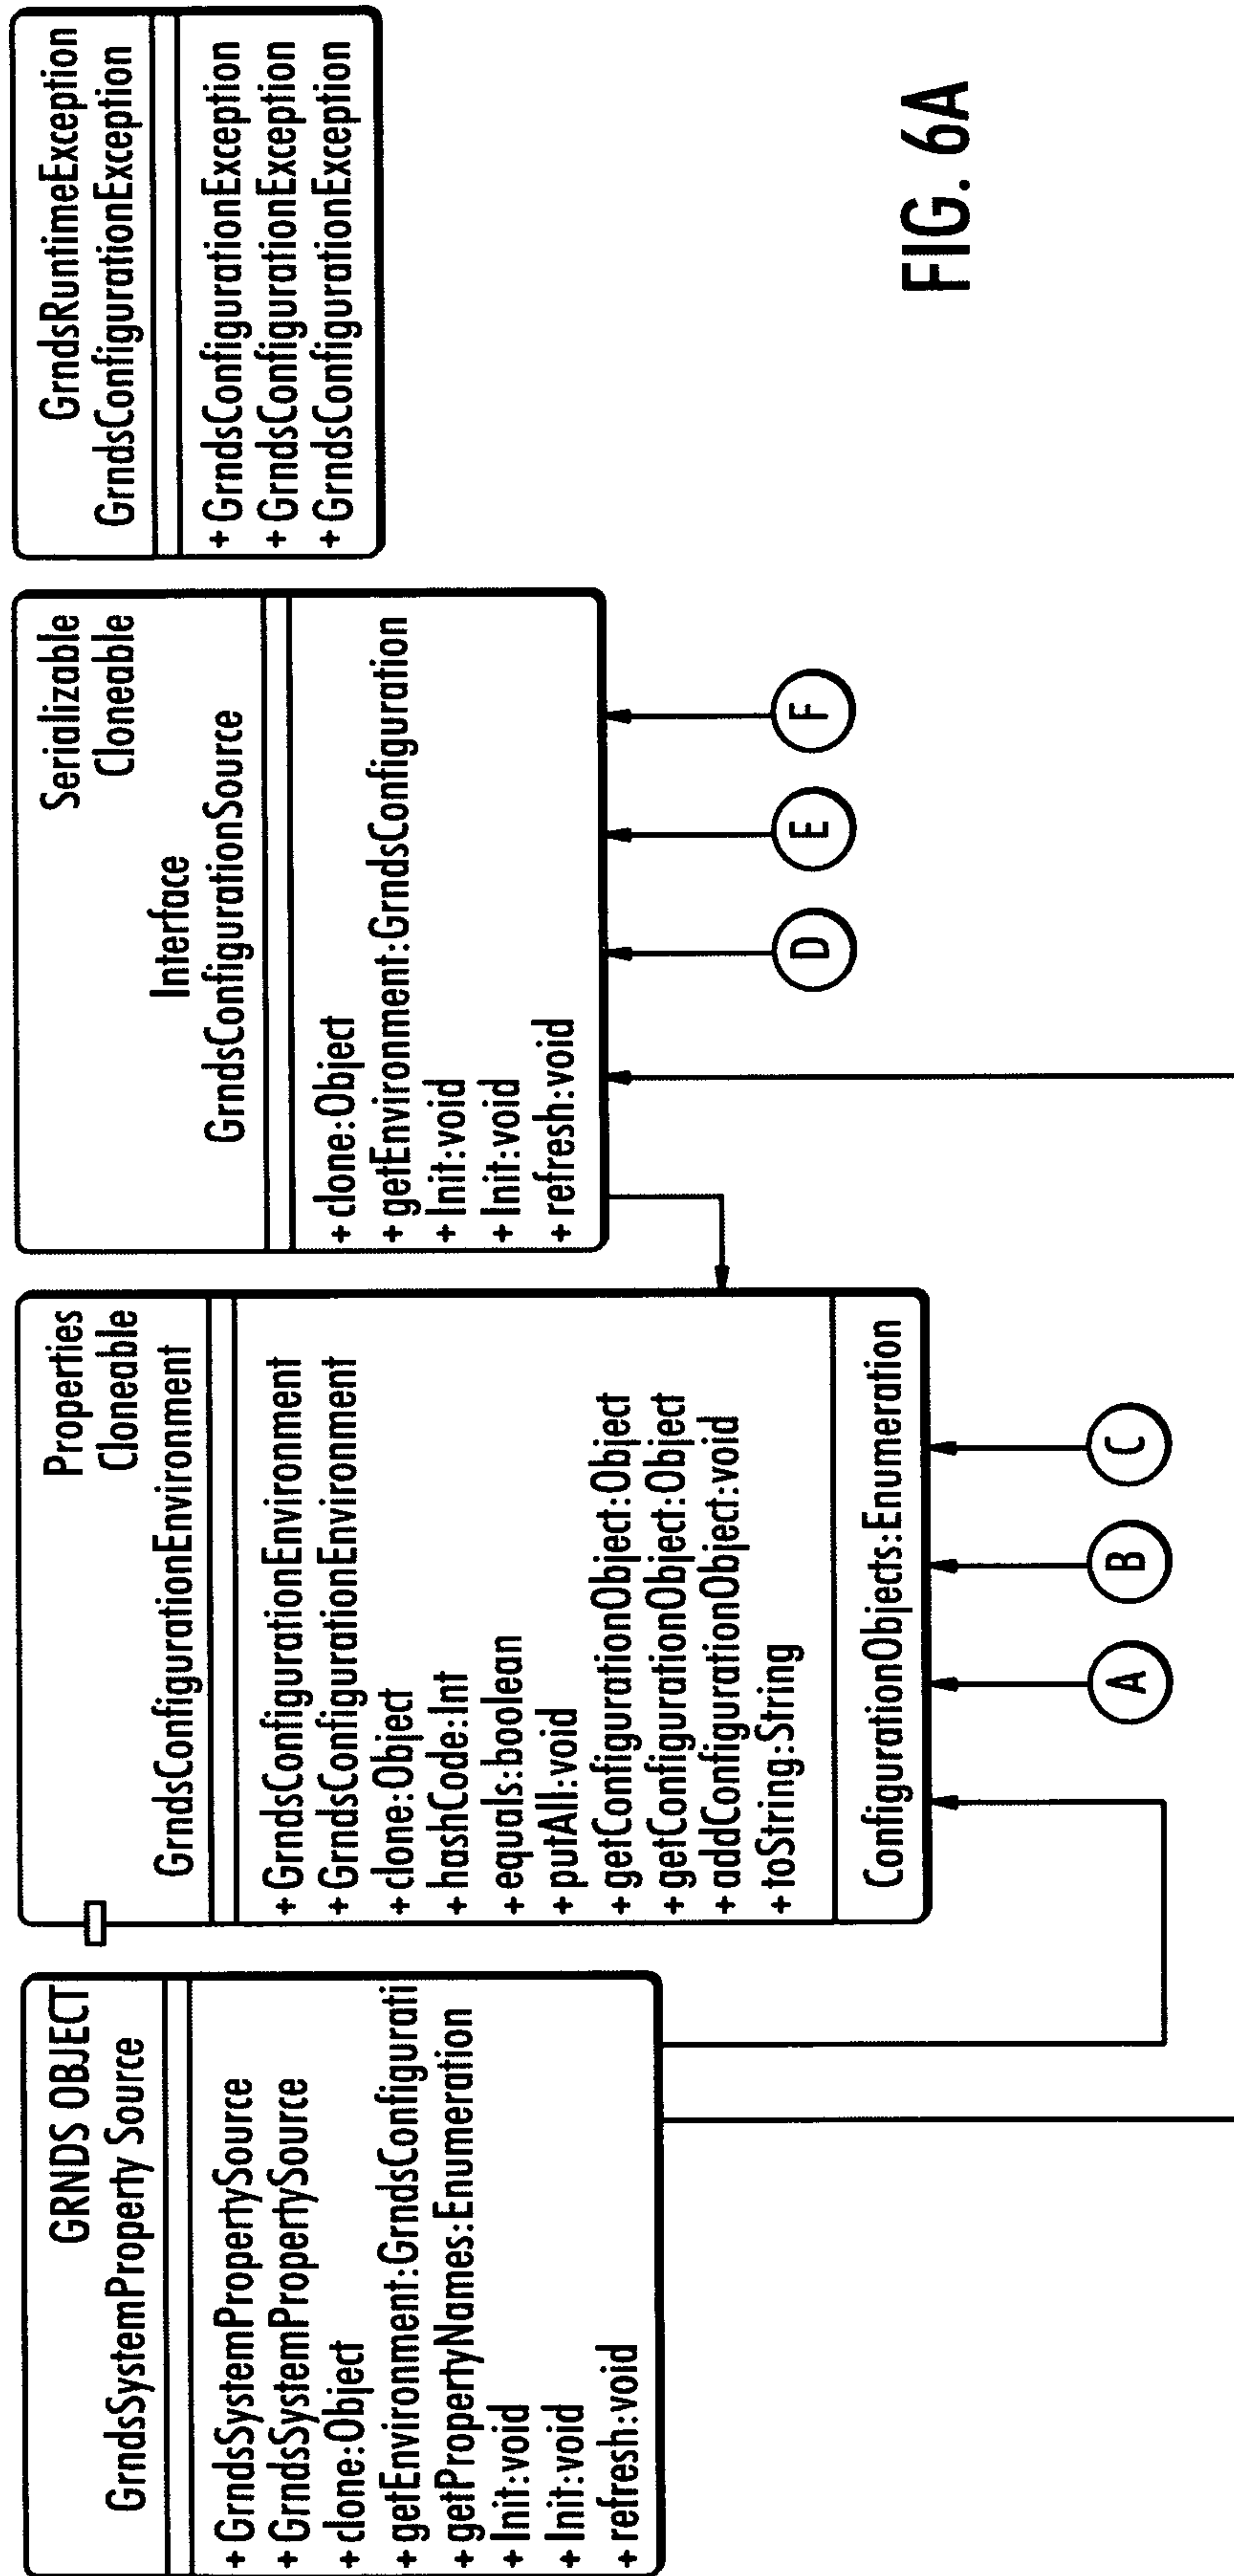 GRNDS OBJECT
GrndsSystemProperty Source
+GrndsSystemPropertySource
+GrndsSystemPropertySource
+clone:Object
+getEnvironment:GrndsConfigurati
+getPropertyNames:Enumeration
+Init:void
+Init:void
+refresh:void
Properties
Cloneable
GrndsConfigurationEnvironment
+GrndsConfigurationEnvironment
+GrndsConfigurationEnvironment
+clone:Object
+hashCode:Int
+equals:boolean
+putAll:void
+getConfigurationObject:Object
+getConfigurationObject:Object
+addConfigurationObject:void
+toString:String
ConfigurationObjects:Enumeration
A
B
C
Serializable
Cloneable
Interface
GrndsConfigurationSource
+clone:Object
+getEnvironment:GrndsConfiguration
+Init:void
+Init:void
+refresh:void
D
E
F
GrndsRuntimeException
GrndsConfigurationException
+GrndsConfigurationException
+GrndsConfigurationException
+GrndsConfigurationException
FIG. 6A